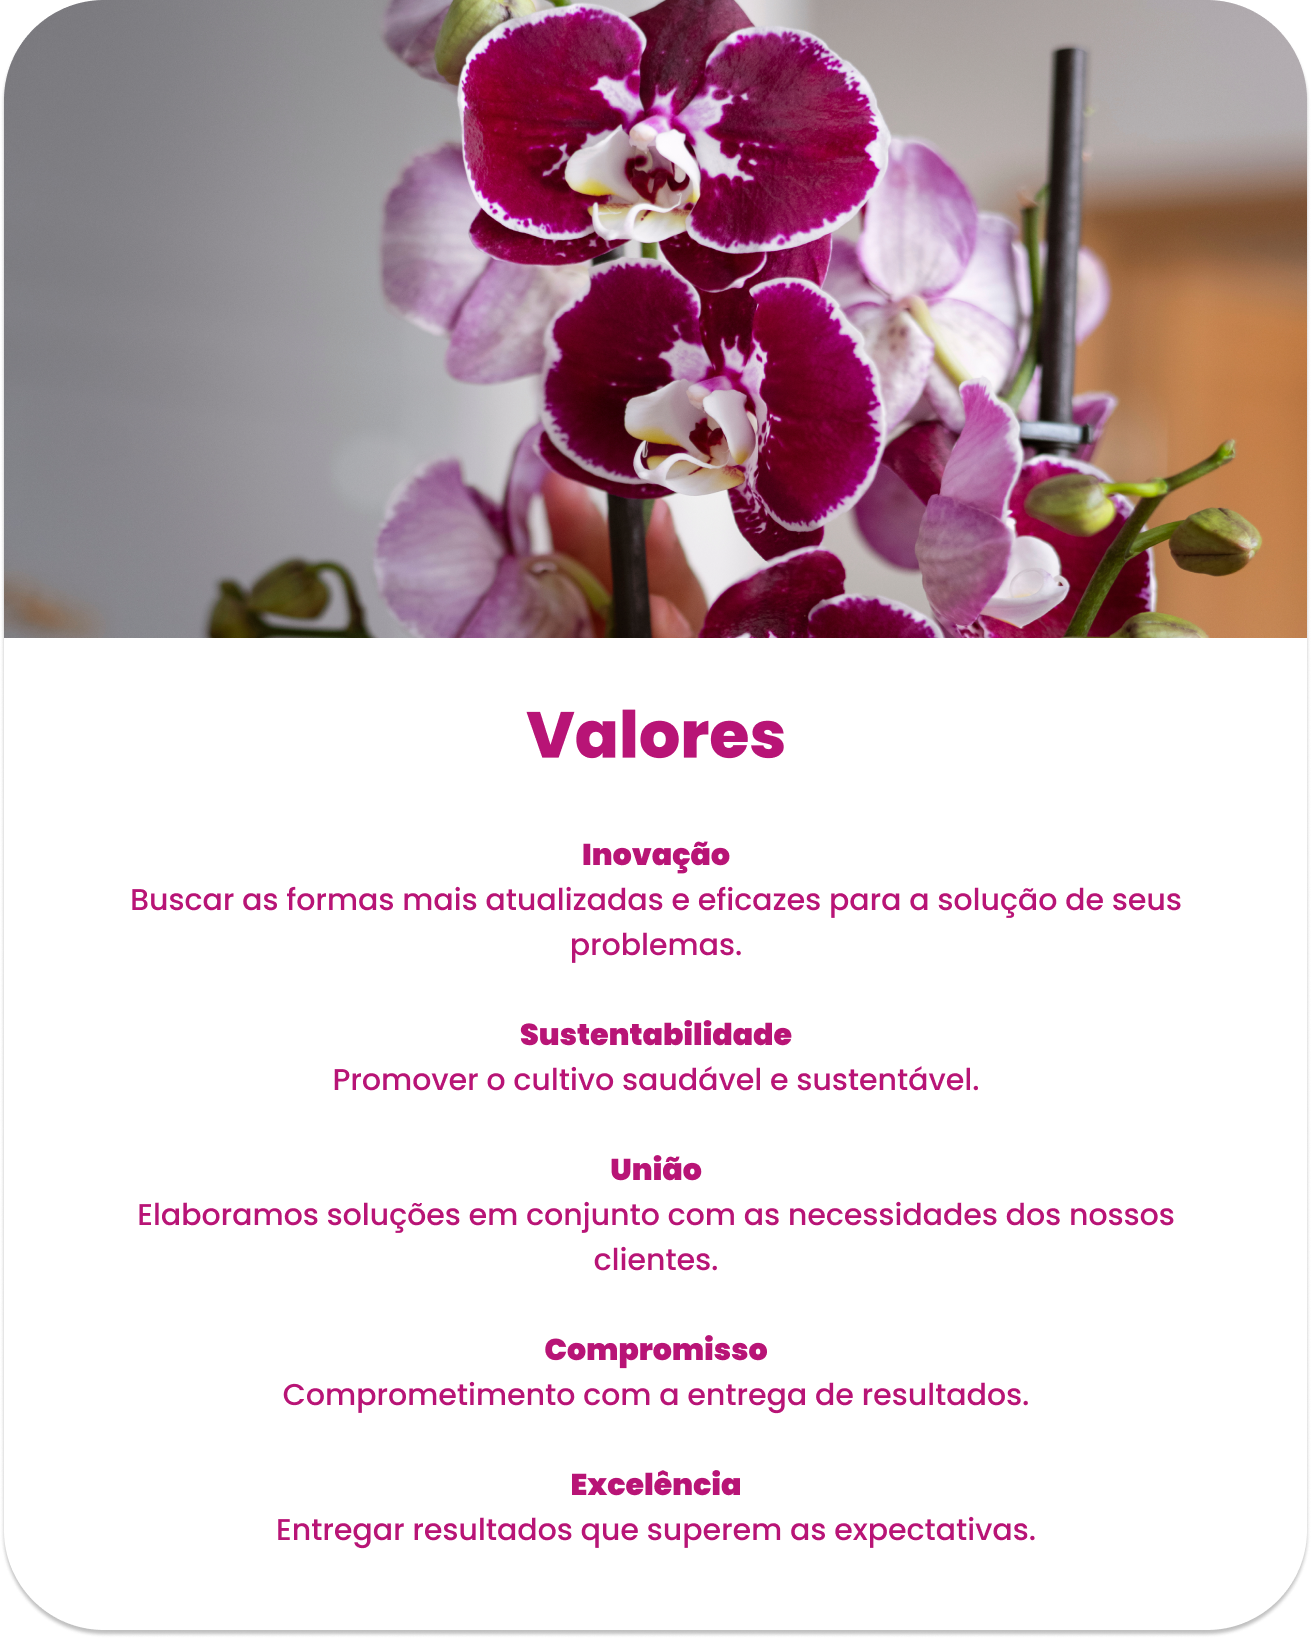 Valores
Inovação
Buscar as formas mais atualizadas e eficazes para a solução de seus
problemas.
Sustentabilidade
Promover o cultivo saudável e sustentável.
União
Elaboramos soluções em conjunto com as necessidades dos nossos
clientes.
Compromisso
Comprometimento com a entrega de resultados.
Excelência
Entregar resultados que superem as expectativas.